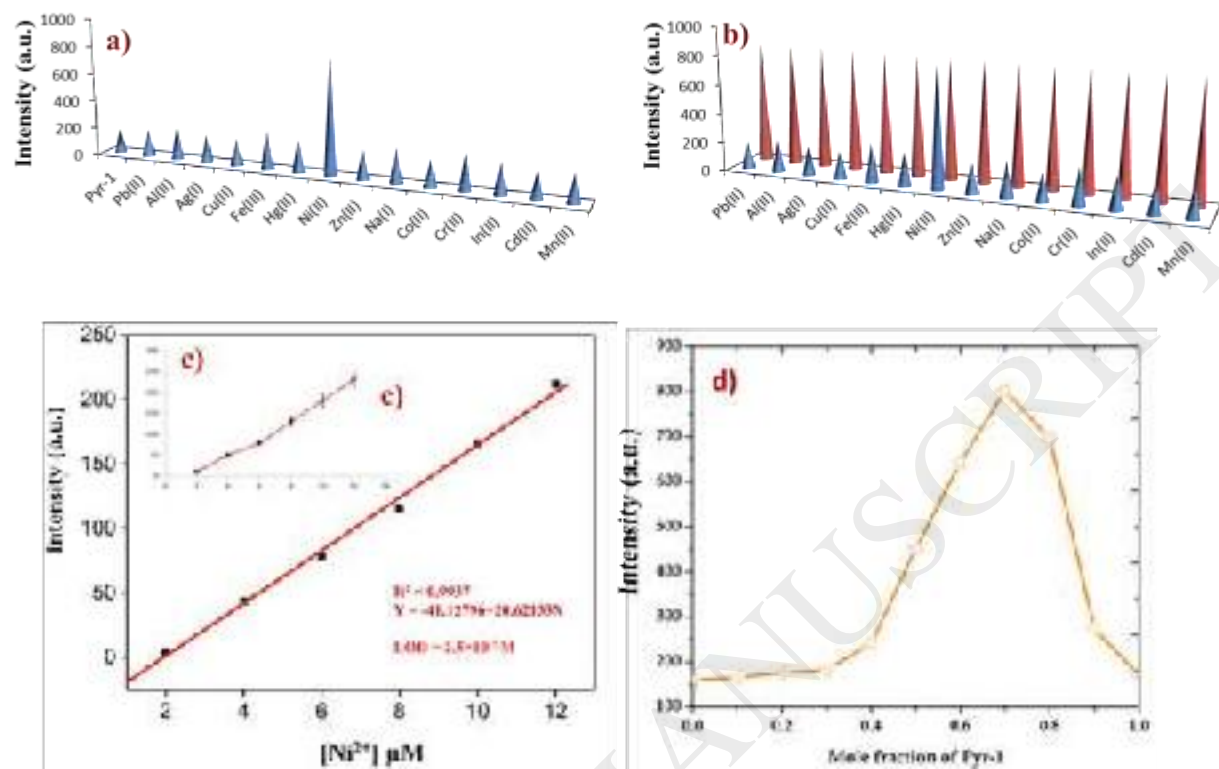 a)
Intensity (a.u.)
1000
800
600
400
200
0
Pyr-1
Pb(II)
Al(II)
Ag(I)
Cu(II)
Fe(III)
Hg(II)
Ni(II)
Zn(II)
Na(I)
Co(II)
Cr(II)
In(II)
Cd(II)
Mn(II)
b)
Intensity (a.u.)
1000
800
600
400
200
0
Pb(II)
Al(II)
Ag(I)
Cu(II)
Fe(III)
Hg(II)
Ni(II)
Zn(II)
Na(I)
Co(II)
Cr(II)
In(II)
Cd(II)
Mn(II)
c)
c)
Intensity (a.u.)
250
200
150
100
50
0
2 4 6 8 10 12
[Ni²⁺] µM
d)
Intensity (a.u.)
900
200
100
0.0 0.2 0.4 0.6 0.8 1.0
Mole fraction of Pyr-1
MANUSCRIPT